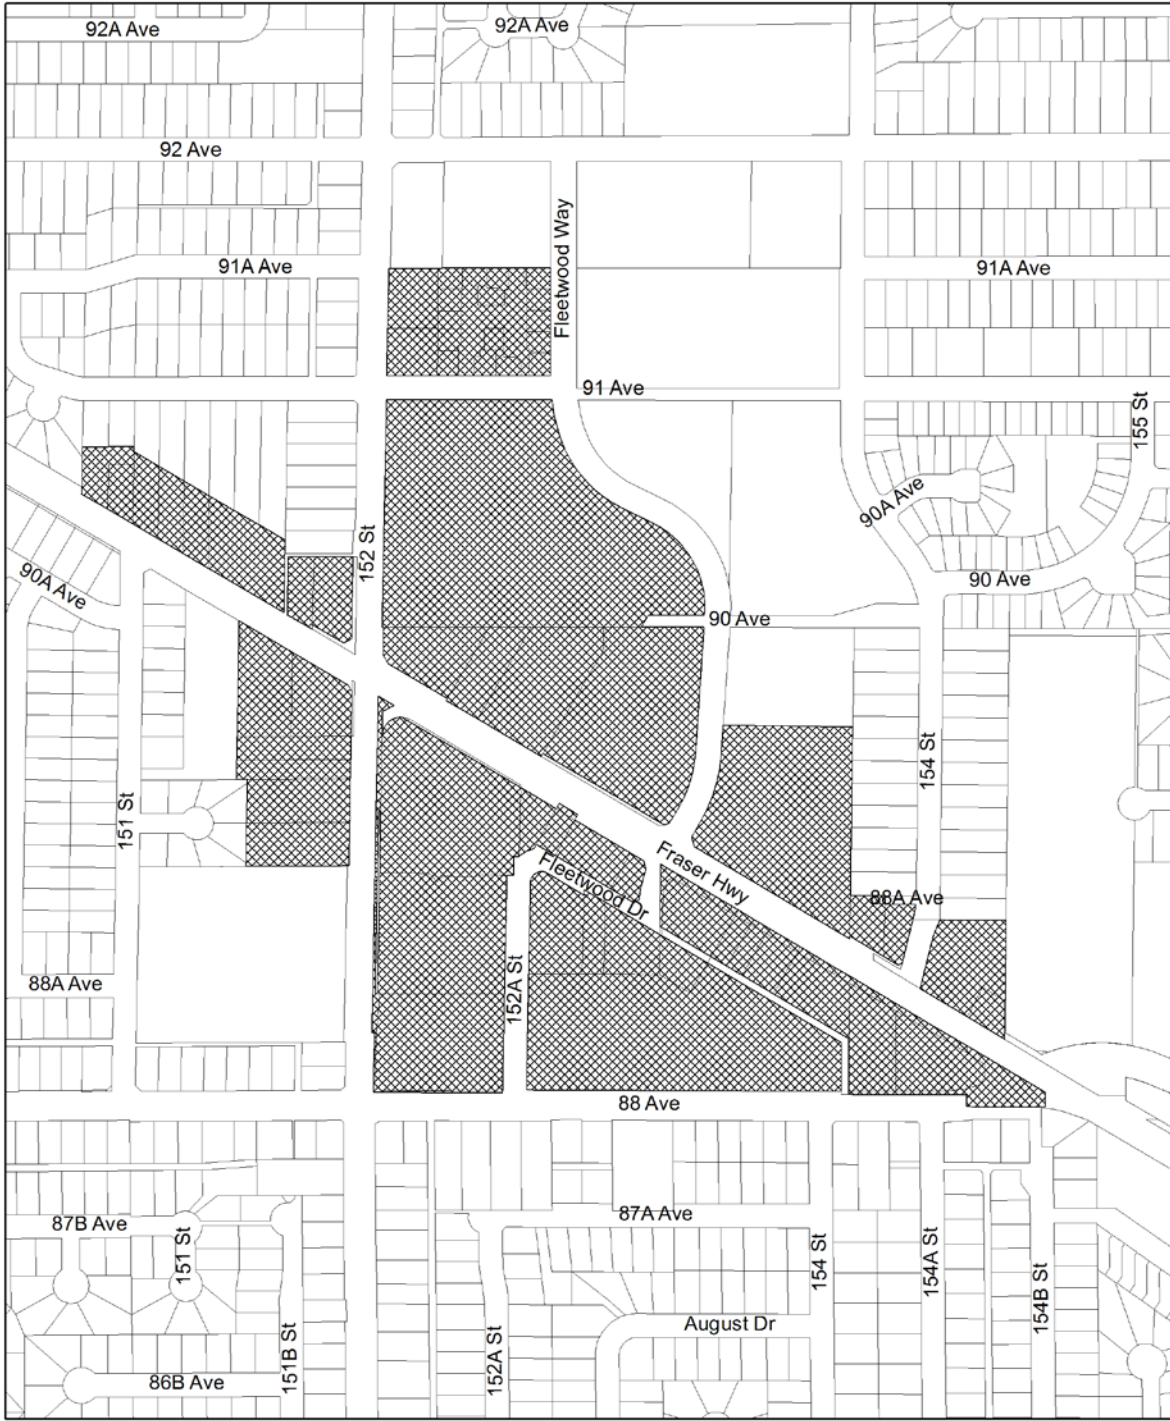 92A Ave
92A Ave
92 Ave
Fleetwood Way
91A Ave
91A Ave
91 Ave
155 St
90A Ave
152 St
90A Ave
90 Ave
90 Ave
154 St
151 St
Fraser Hwy
Fleetwood Dr
88A Ave
88A Ave
152A St
88 Ave
87A Ave
87B Ave
151 St
154 St
154A St
154B St
August Dr
151B St
152A St
86B Ave